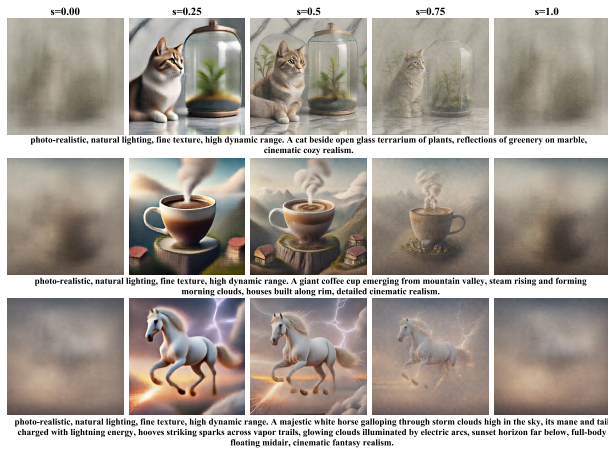 s=0.00 s=0.25 s=0.5 s=0.75 s=1.0
photo-realistic, natural lighting, fine texture, high dynamic range. A cat beside open glass terrarium of plants, reflections of greenery on marble,
cinematic cozy realism.
photo-realistic, natural lighting, fine texture, high dynamic range. A giant coffee cup emerging from mountain valley, steam rising and forming
morning clouds, houses built along rim, detailed cinematic realism.
photo-realistic, natural lighting, fine texture, high dynamic range. A majestic white horse galloping through storm clouds high in the sky, its mane and tail
charged with lightning energy, hooves striking sparks across vapor trails, glowing clouds illuminated by electric arcs, sunset horizon far below, full-body
floating midair, cinematic fantasy realism.